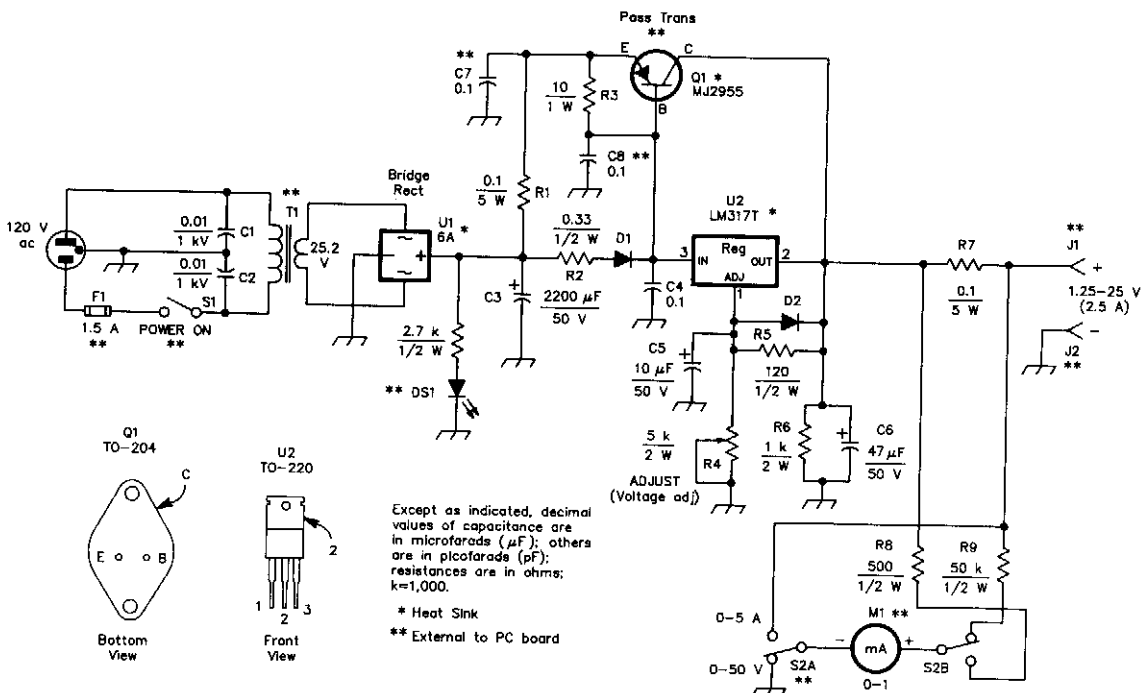 Pass Trans
**
E
C
**
C7
0.1
Q1 *
MJ2955
10
1 W
R3
B
C8 **
0.1
Bridge
Rect
0.1
5 W
R1
U2
LM317T *
**
T1
U1
6A *
0.33
1/2 W
D1
120 V
ac
0.01
1 kV
C1
25.2
V
~
+
~
R2
3
IN
Reg
OUT
2
ADJ
1
R7
**
J1
+
0.01
1 kV
C2
C3
2200 µF
50 V
C4
0.1
D2
0.1
5 W
1.25-25 V
(2.5 A)
F1
1.5 A
**
POWER ON
**
S1
2.7 k
1/2 W
C5
+
10 µF
50 V
R5
120
1/2 W
-
J2
**
** DS1
5 k
2 W
R4
R6
1 k
2 W
+
C6
47 µF
50 V
ADJUST
(Voltage adj)
Q1
TO-204
C
U2
TO-220
E
B
2
1
2
3
Bottom
View
Front
View
Except as indicated, decimal
values of capacitance are
in microfarads (µF); others
are in picofarads (pF);
resistances are in ohms;
k=1,000.
* Heat Sink
** External to PC board
R8
500
1/2 W
R9
50 k
1/2 W
0-5 A
M1 **
-
mA
+
0-50 V
S2A
**
S2B
0-1